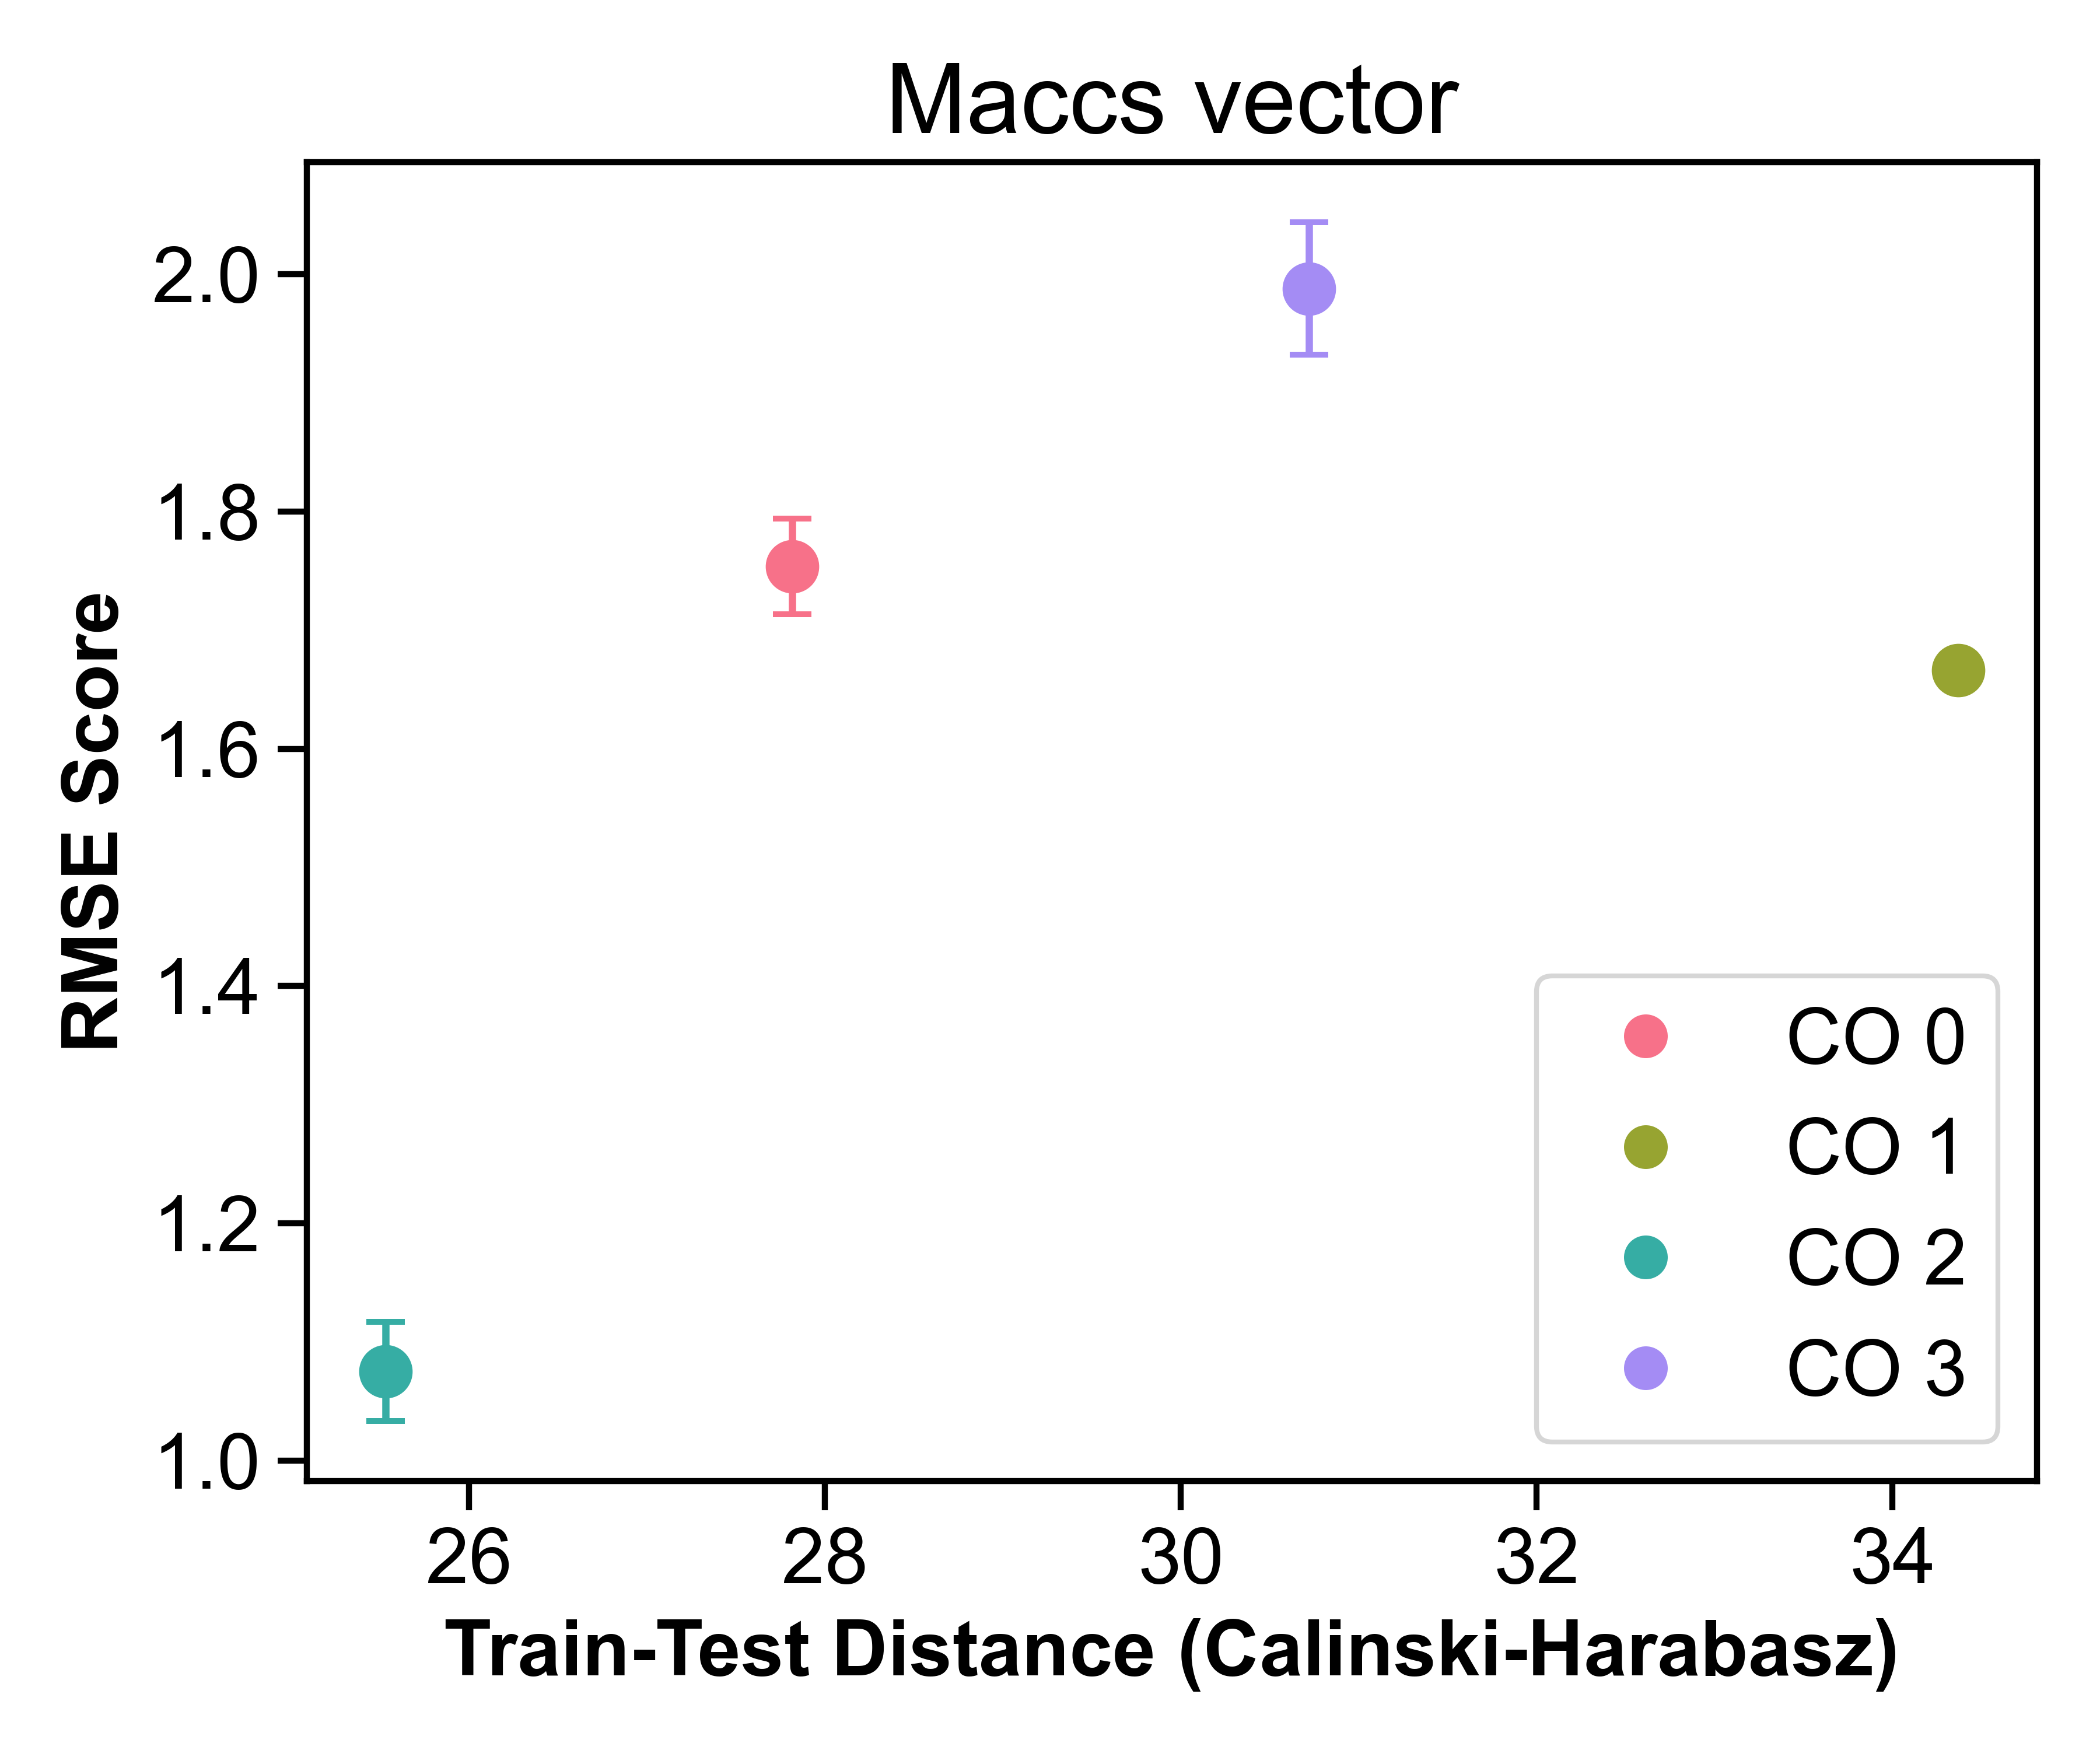 Maccs vector
RMSE Score
2.0
1.8
1.6
1.4
1.2
1.0
CO 0
CO 1
CO 2
CO 3
26 28 30 32 34
Train-Test Distance (Calinski-Harabasz)